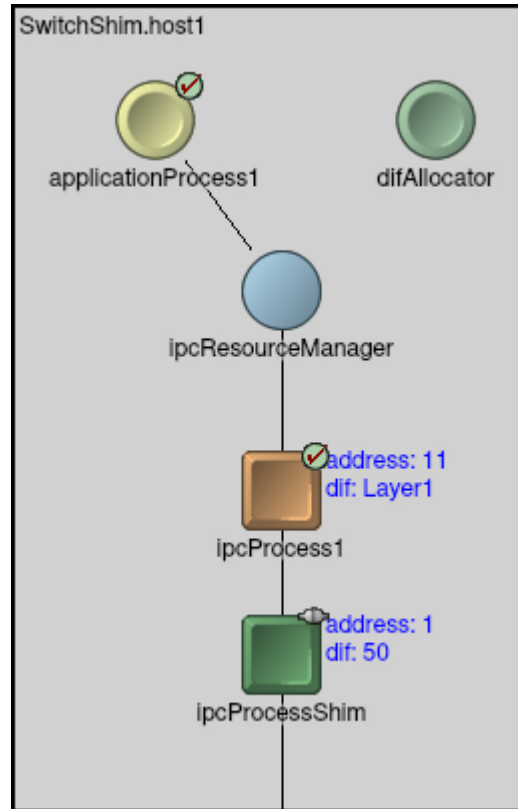 SwitchShim.host1
applicationProcess1
difAllocator
ipcResourceManager
address: 11
dif: Layer1
ipcProcess1
address: 1
dif: 50
ipcProcessShim